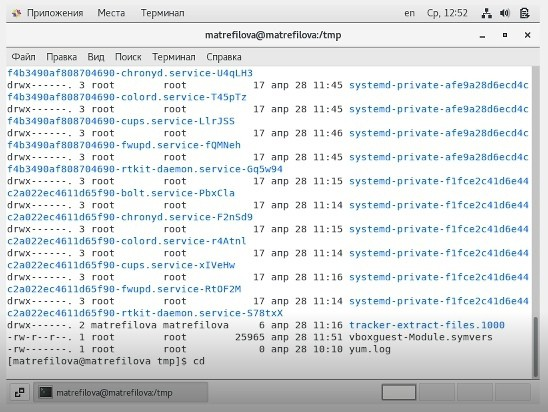 Приложения Места Терминал en Ср, 12:52
matrefilova@matrefilova:/tmp
Файл Правка Вид Поиск Терминал Справка
f4b3490af808704690-chronyd.service-U4qLH3
drwx------. 3 root root 17 апр 28 11:45 systemd-private-afe9a28d6ecd4c
f4b3490af808704690-colord.service-T45pTz
drwx------. 3 root root 17 апр 28 11:45 systemd-private-afe9a28d6ecd4c
f4b3490af808704690-cups.service-LlrJSS
drwx------. 3 root root 17 апр 28 11:46 systemd-private-afe9a28d6ecd4c
f4b3490af808704690-fwupd.service-fQMNeh
drwx------. 3 root root 17 апр 28 11:45 systemd-private-afe9a28d6ecd4c
f4b3490af808704690-rtkit-daemon.service-Gq5w94
drwx------. 3 root root 17 апр 28 11:15 systemd-private-f1fce2c41d6e44
c2a022ec4611d65f90-bolt.service-PbxCla
drwx------. 3 root root 17 апр 28 11:14 systemd-private-f1fce2c41d6e44
c2a022ec4611d65f90-chronyd.service-F2nSd9
drwx------. 3 root root 17 апр 28 11:15 systemd-private-f1fce2c41d6e44
c2a022ec4611d65f90-colord.service-r4Atnl
drwx------. 3 root root 17 апр 28 11:14 systemd-private-f1fce2c41d6e44
c2a022ec4611d65f90-cups.service-xIVeHw
drwx------. 3 root root 17 апр 28 11:16 systemd-private-f1fce2c41d6e44
c2a022ec4611d65f90-fwupd.service-RtOF2M
drwx------. 3 root root 17 апр 28 11:14 systemd-private-f1fce2c41d6e44
c2a022ec4611d65f90-rtkit-daemon.service-S78txX
drwx------. 2 matrefilova matrefilova 6 апр 28 11:16 tracker-extract-files.1000
-rw-r--r--. 1 root root 25965 апр 28 11:51 vboxguest-Module.symvers
-rw-------. 1 root root 0 апр 28 10:10 yum.log
[matrefilova@matrefilova tmp]$ cd
matrefilova@matrefilova:/tmp